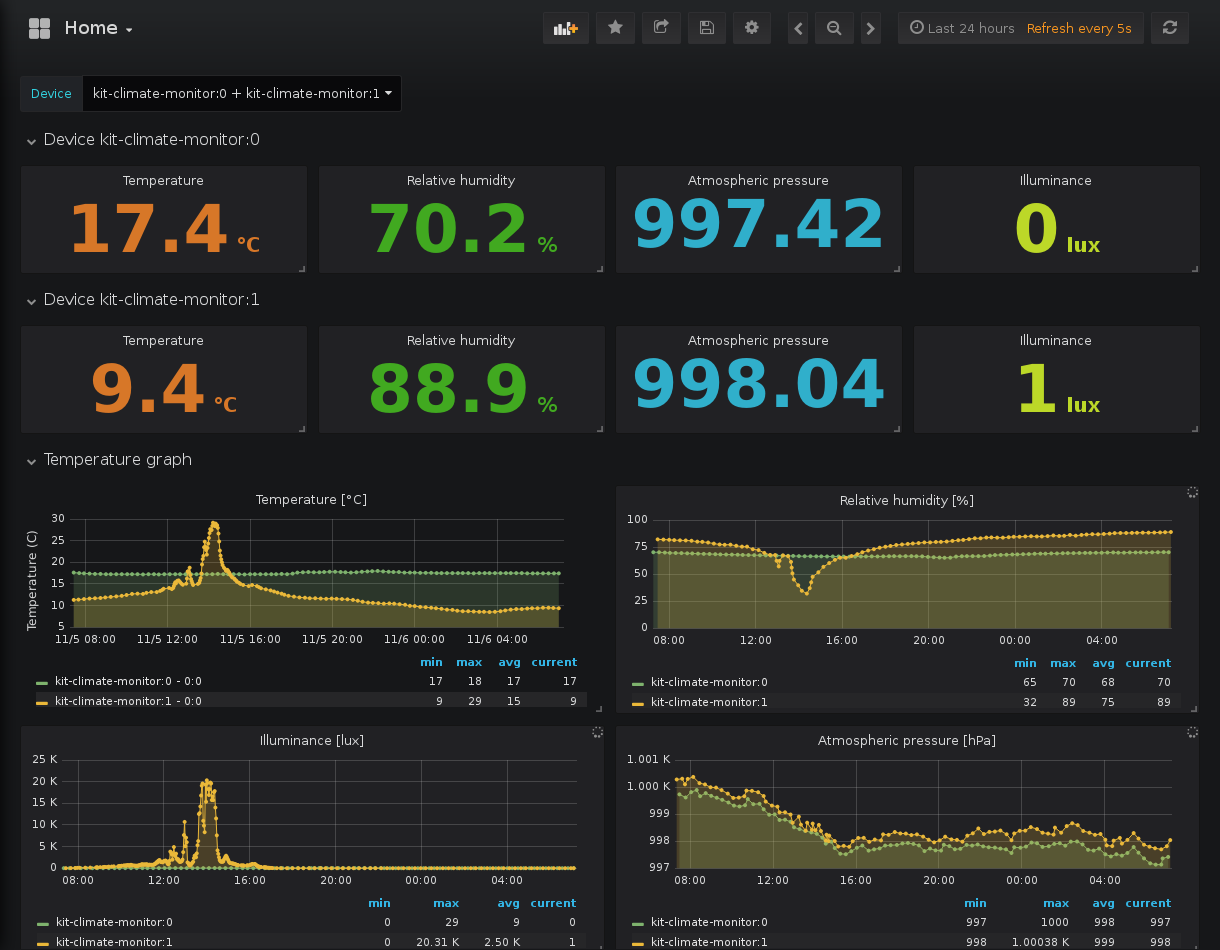 Home
Last 24 hours Refresh every 5s
Device kit-climate-monitor:0 + kit-climate-monitor:1
Device kit-climate-monitor:0
Temperature Relative humidity Atmospheric pressure Illuminance
17.4 °C 70.2 % 997.42 0 lux
Device kit-climate-monitor:1
Temperature Relative humidity Atmospheric pressure Illuminance
9.4 °C 88.9 % 998.04 1 lux
Temperature graph
Temperature [°C]
Temperature (C)
30
25
20
15
10
5
11/5 08:00 11/5 12:00 11/5 16:00 11/5 20:00 11/6 00:00 11/6 04:00
min max avg current
kit-climate-monitor:0 - 0:0 17 18 17 17
kit-climate-monitor:1 - 0:0 9 29 15 9
Relative humidity [%]
100
75
50
25
0
08:00 12:00 16:00 20:00 00:00 04:00
min max avg current
kit-climate-monitor:0 65 70 68 70
kit-climate-monitor:1 32 89 75 89
Illuminance [lux]
25 K
20 K
15 K
10 K
5 K
0
08:00 12:00 16:00 20:00 00:00 04:00
min max avg current
kit-climate-monitor:0 0 29 9 0
kit-climate-monitor:1 0 20.31 K 2.50 K 1
Atmospheric pressure [hPa]
1.001 K
1.000 K
999
998
997
08:00 12:00 16:00 20:00 00:00 04:00
min max avg current
kit-climate-monitor:0 997 1000 998 997
kit-climate-monitor:1 998 1.00038 K 999 998